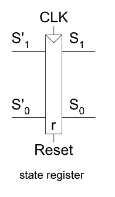 CLK
S'1 S1
S'0 S0
r
Reset
state register